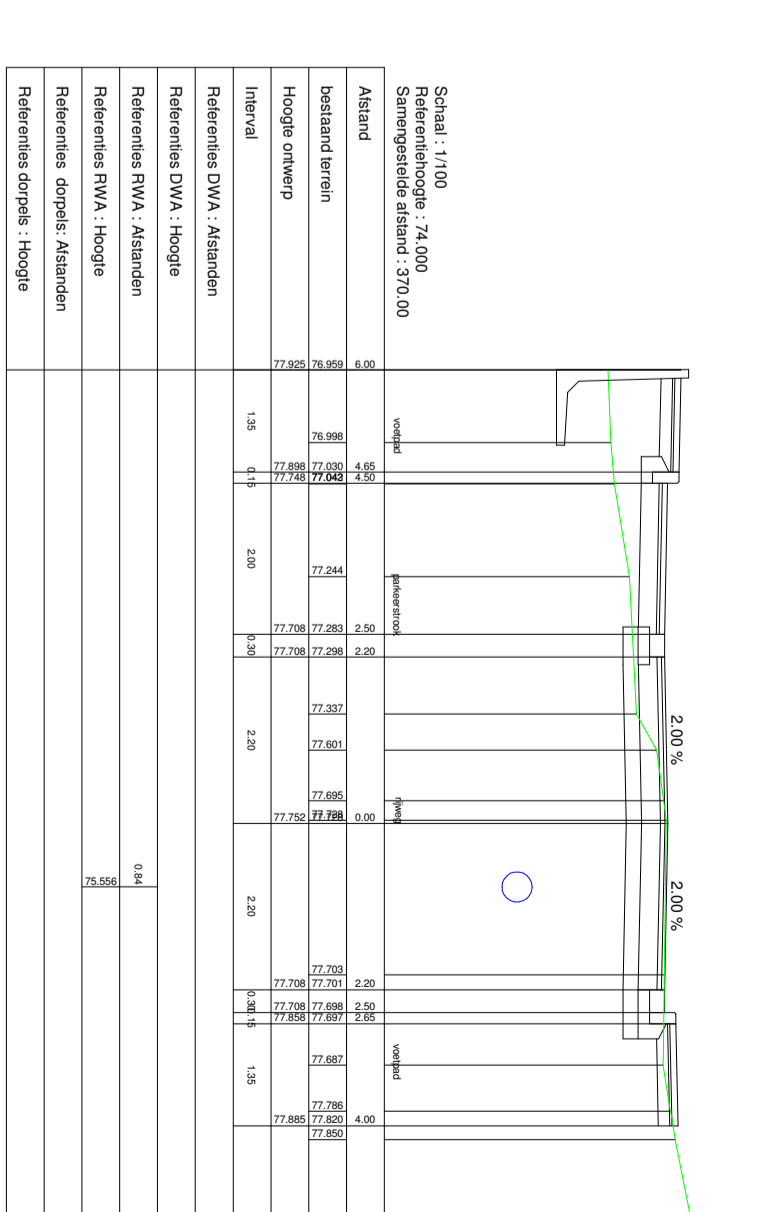 Schaal : 1/100
Referentiehoogte : 74.000
Samengestelde afstand : 370.00
2.00 %
2.00 %
voetpad
parkeerstrook
rijweg
voetpad
Afstand
6.00
4.65
4.50
2.50
2.20
0.00
2.20
2.50
2.65
4.00
bestaand terrein
76.959
76.998
77.030
77.244
77.283
77.298
77.337
77.601
77.695
77.703
77.701
77.698
77.697
77.687
77.786
77.820
77.850
Hoogte ontwerp
77.925
77.898
77.748
77.708
77.708
77.752
77.708
77.708
77.858
77.885
Interval
1.35
0.15
2.00
0.30
2.20
2.20
0.30
0.15
1.35
Referenties DWA : Afstanden
Referenties DWA : Hoogte
Referenties RWA : Afstanden
0.84
Referenties RWA : Hoogte
75.556
Referenties dorpels: Afstanden
Referenties dorpels : Hoogte